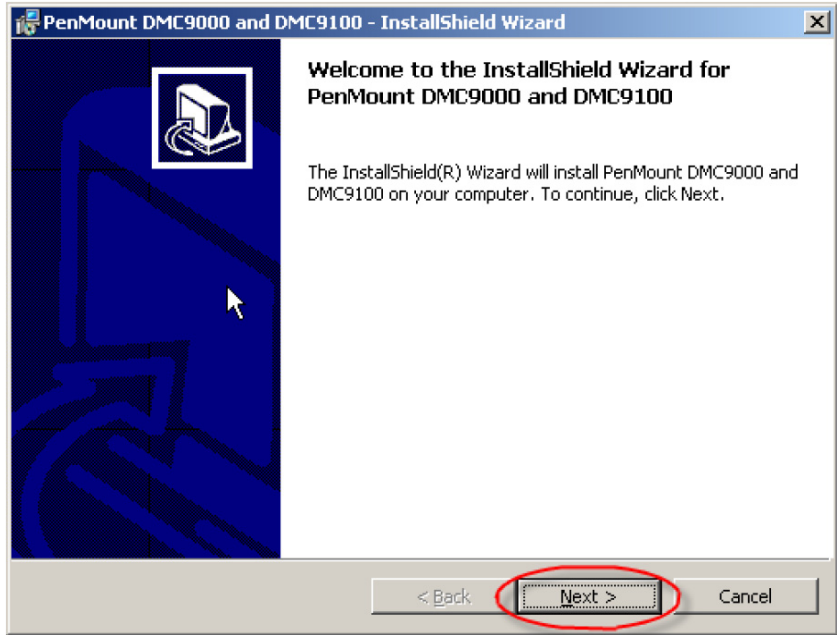 PenMount DMC9000 and DMC9100 - InstallShield Wizard
Welcome to the InstallShield Wizard for
PenMount DMC9000 and DMC9100
The InstallShield(R) Wizard will install PenMount DMC9000 and
DMC9100 on your computer. To continue, click Next.
< Back
Next >
Cancel